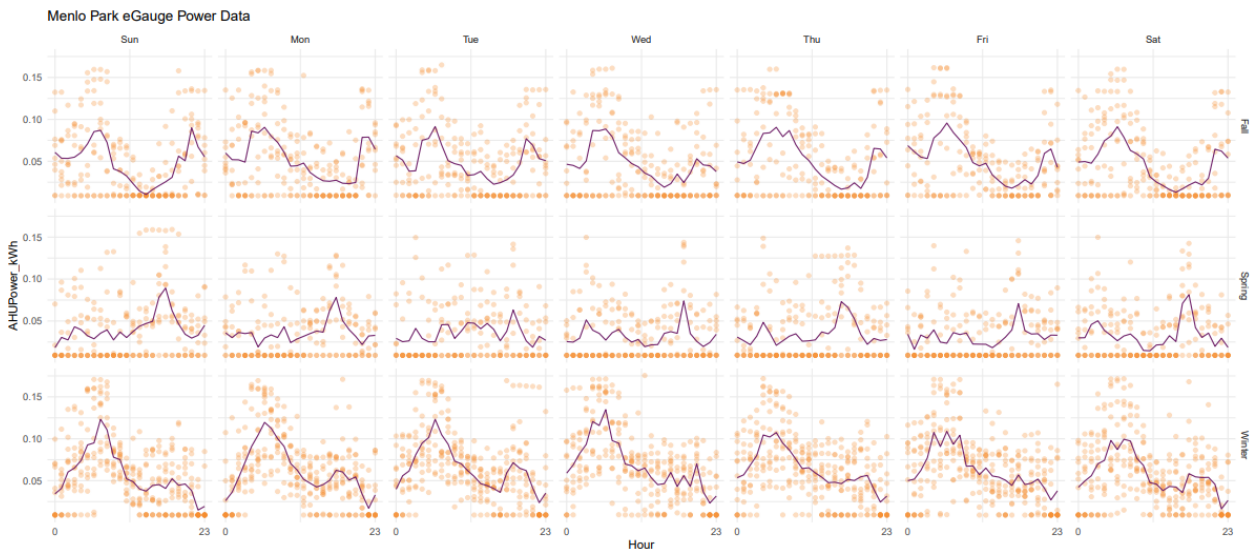 Menlo Park eGauge Power Data
Sun Mon Tue Wed Thu Fri Sat
AHUPower_kWh
0.15
0.10
0.05
Fall
0.15
0.10
0.05
Spring
0.15
0.10
0.05
Winter
0 23 0 23 0 23 0 23 0 23 0 23 0 23
Hour